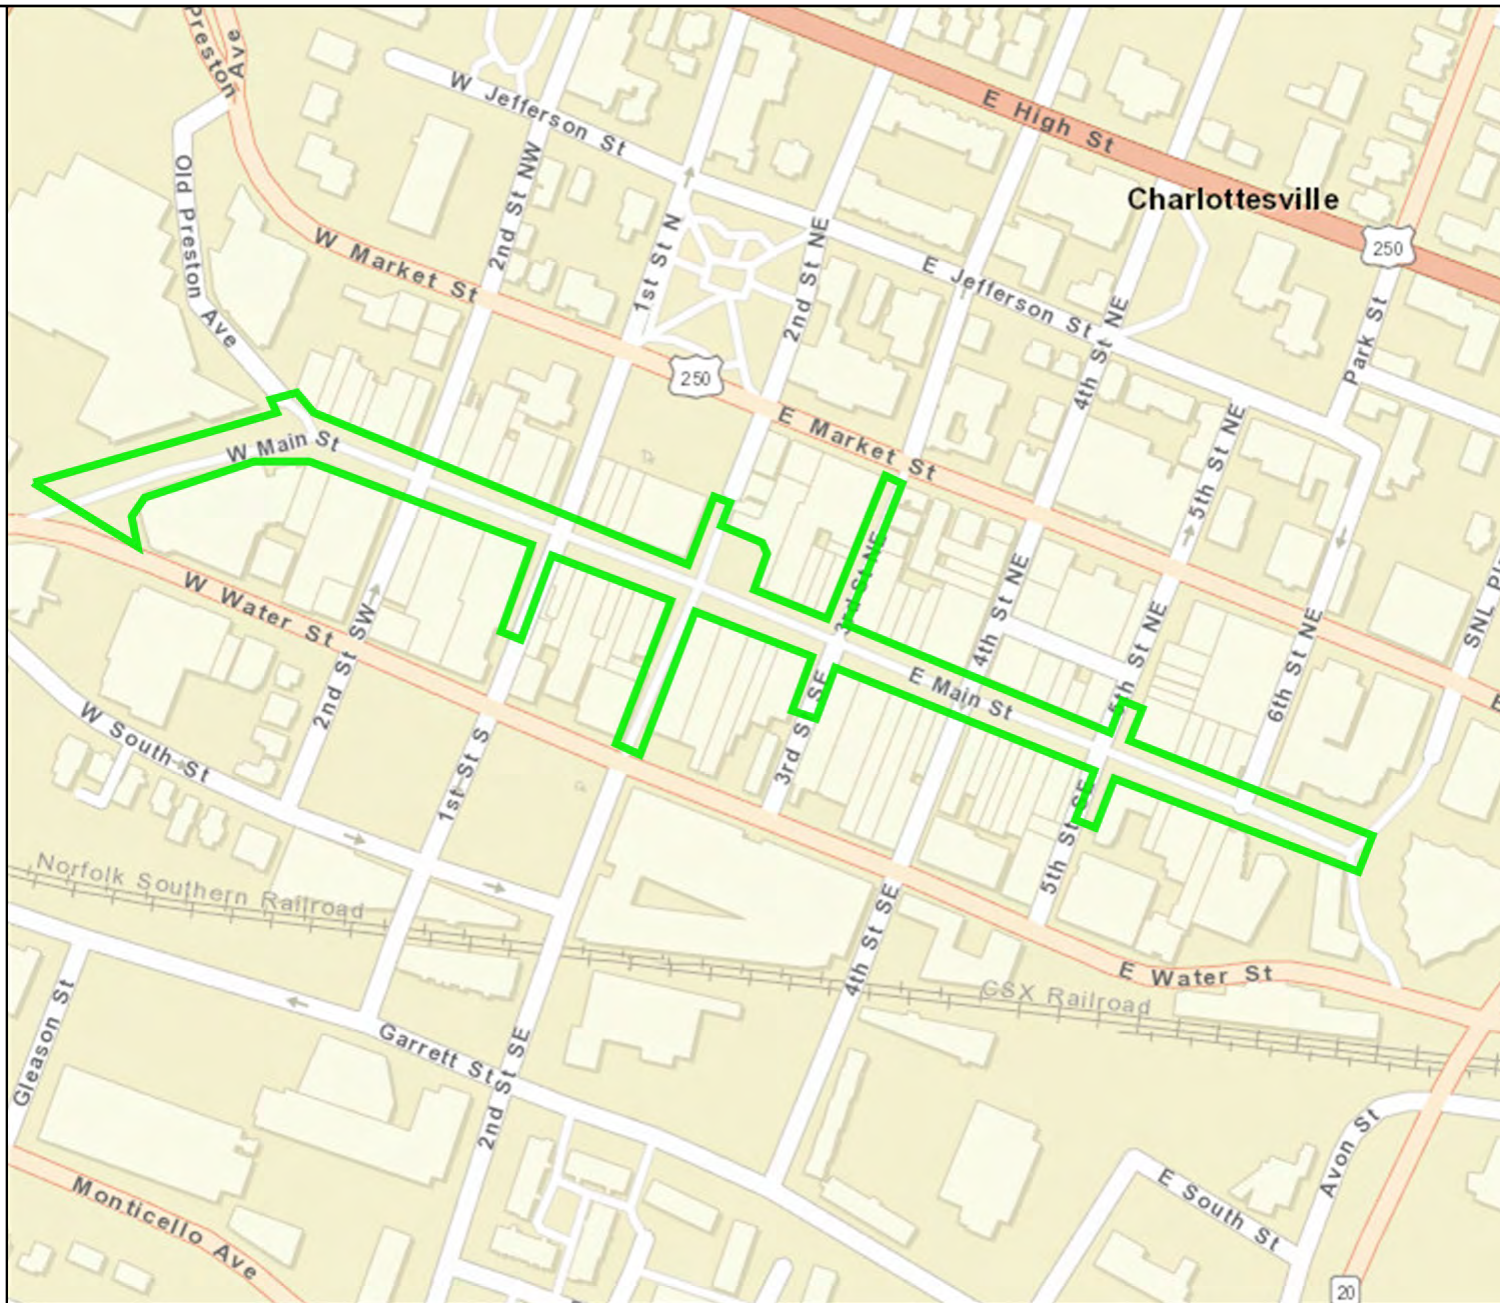 Preston Ave
W Jefferson St
E High St
Charlottesville
250
Old Preston Ave
2nd St NW
1st St N
2nd St NE
W Market St
E Jefferson St
4th St NE
Park St
250
E Market St
5th St NE
W Main St
3rd St NE
4th St NE
5th St NE
6th St NE
SNL Pl
E
W Water St
2nd St SW
E Main St
3rd S SE
W South St
1st St S
5th St SE
Norfolk Southern Railroad
4th St SE
E Water St
CSX Railroad
Gleason St
Garrett St
2nd St SE
Avon St
E South St
Monticello Ave
20